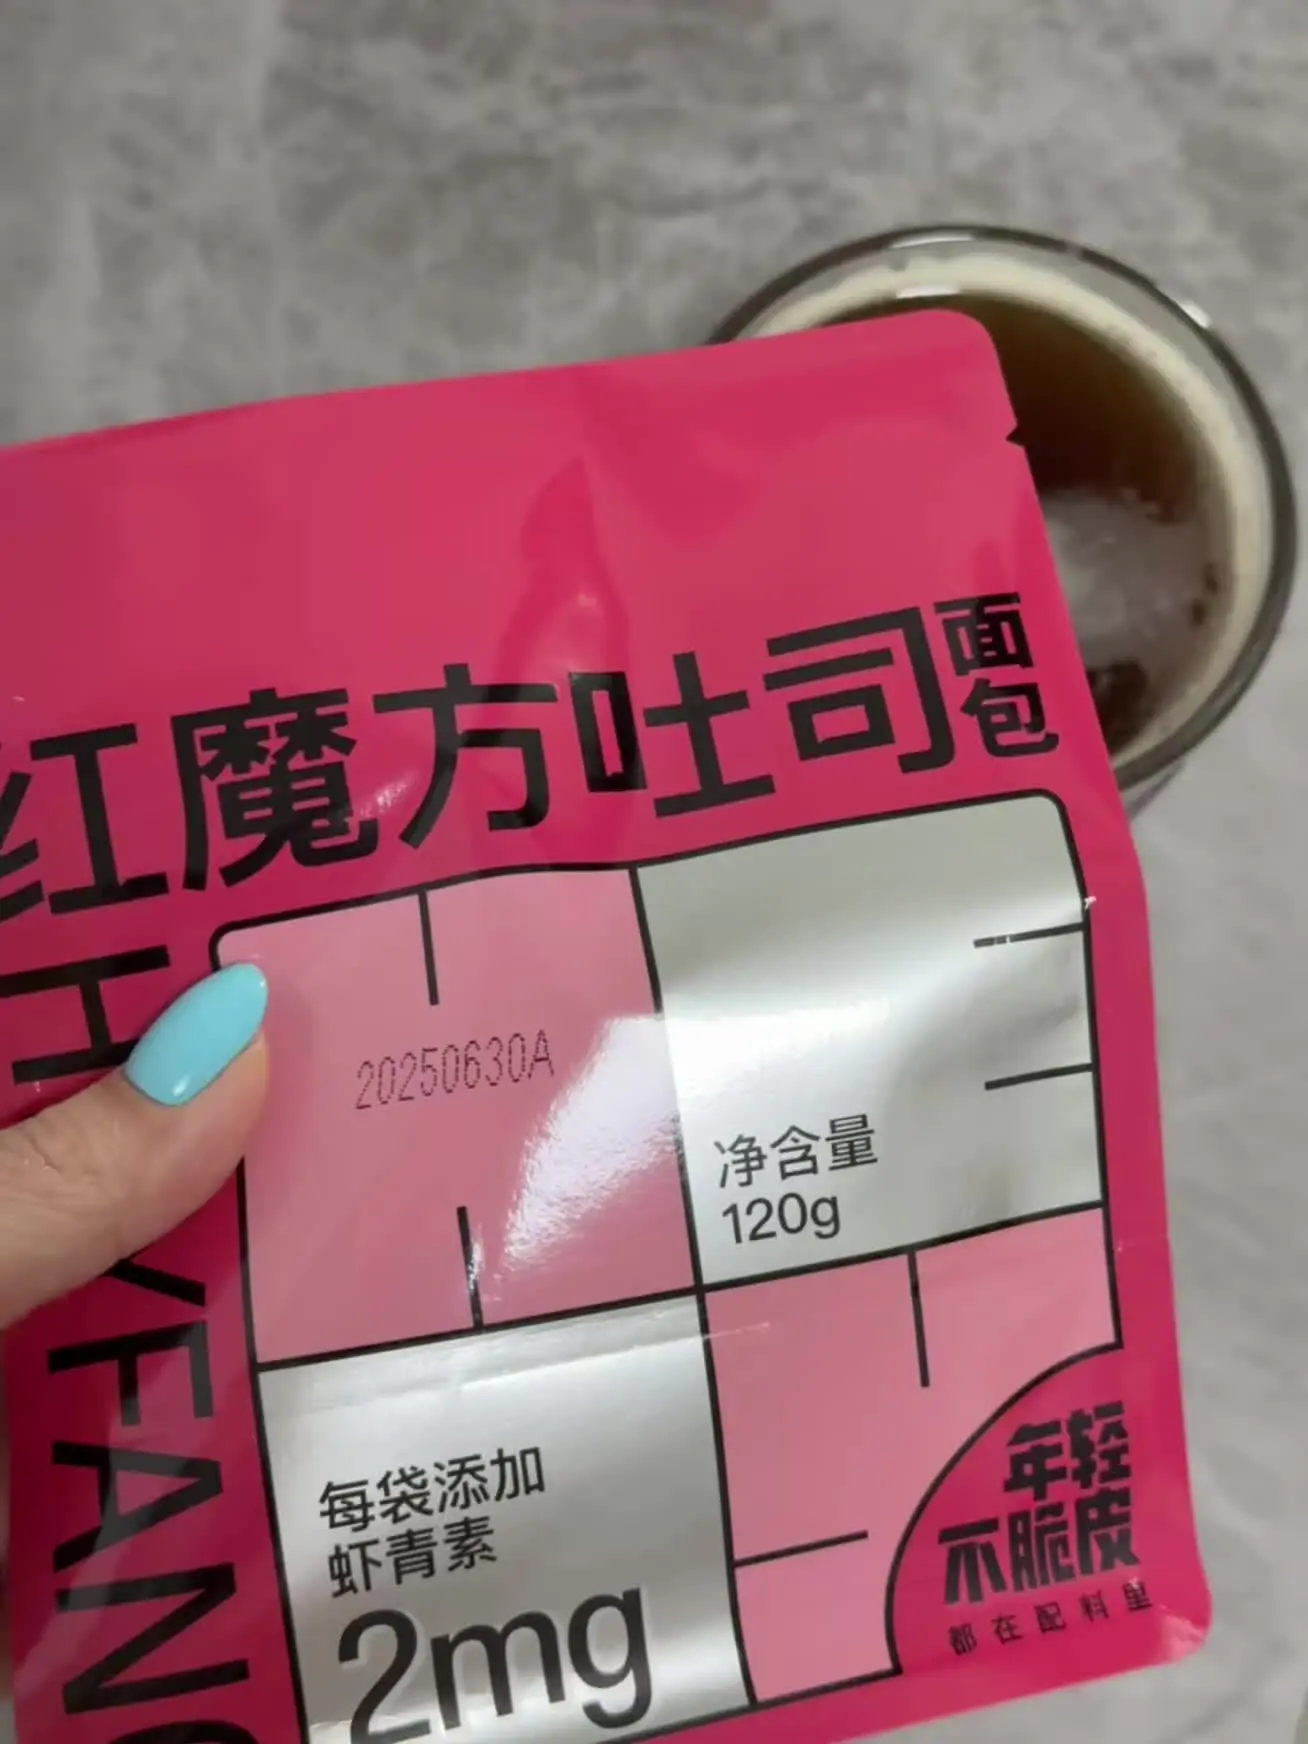 红魔方吐司
面包
H
YFANG
20250630A
净含量
120g
每袋添加
虾青素
2mg
年轻
不脆皮
都在配料里